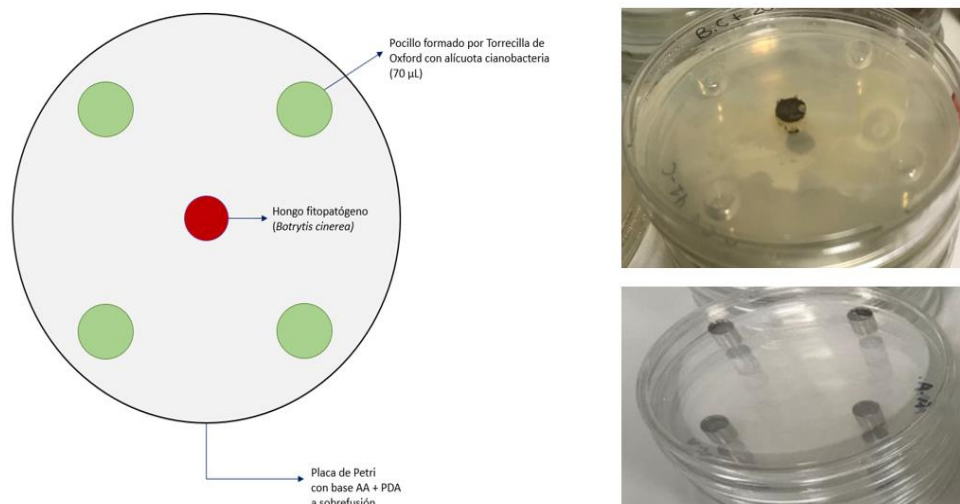 Pocillo formado por Torrecilla de
Oxford con alícuota cianobacteria
(70 µL)
Hongo fitopatógeno
(Botrytis cinerea)
Placa de Petri
con base AA + PDA
a sobrefusión
B.C +